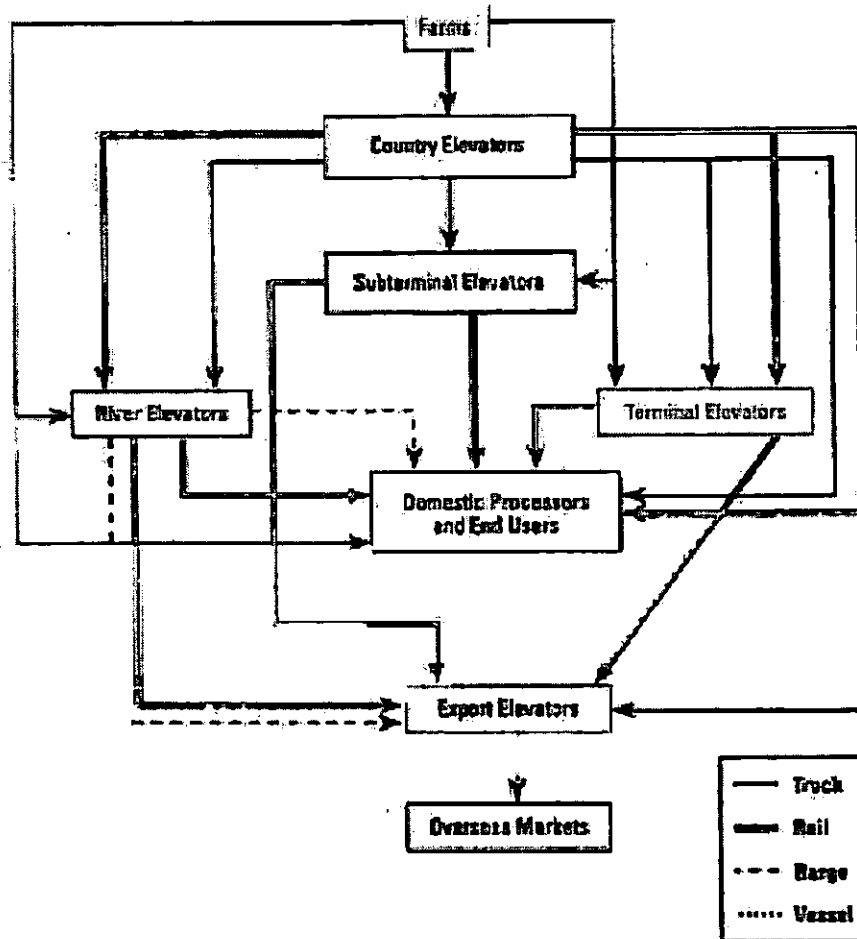 Farms
Country Elevators
Subterminal Elevators
River Elevators
Terminal Elevators
Domestic Processors
and End Users
Export Elevators
Overseas Markets
Truck
Rail
Barge
Vessel